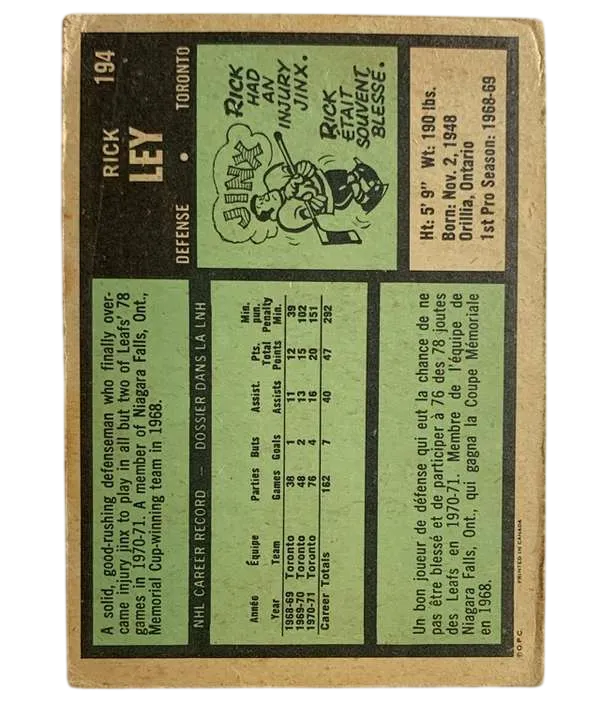 A solid, good-rushing defenseman who finally over-
came injury jinx to play in all but two of Leafs' 78
games in 1970-71. A member of Niagara Falls, Ont.,
Memorial Cup-winning team in 1968.
RICK 194
LEY
DEFENSE • TORONTO
NHL CAREER RECORD — DOSSIER DANS LA LNH
Année Équipe Parties Buts Assist. Pts. Total Min. pun. Penalty
Year Team Games Goals Assists Points Min.
1968-69 Toronto 38 1 11 12 39
1969-70 Toronto 48 2 13 15 102
1970-71 Toronto 76 4 16 20 151
Career Totals 162 7 40 47 292
JINX
RICK
HAD
AN
INJURY
JINX.
RICK
ÉTAIT
SOUVENT
BLESSÉ.
Un bon joueur de défense qui eut la chance de ne
pas être blessé et de participer à 76 des 78 joutes
des Leafs en 1970-71. Membre de l'équipe de
Niagara Falls, Ont., qui gagna la Coupe Mémoriale
en 1968.
Ht: 5' 9" Wt: 190 lbs.
Born: Nov. 2, 1948
Orillia, Ontario
1st Pro Season: 1968-69
© O.P.C. PRINTED IN CANADA